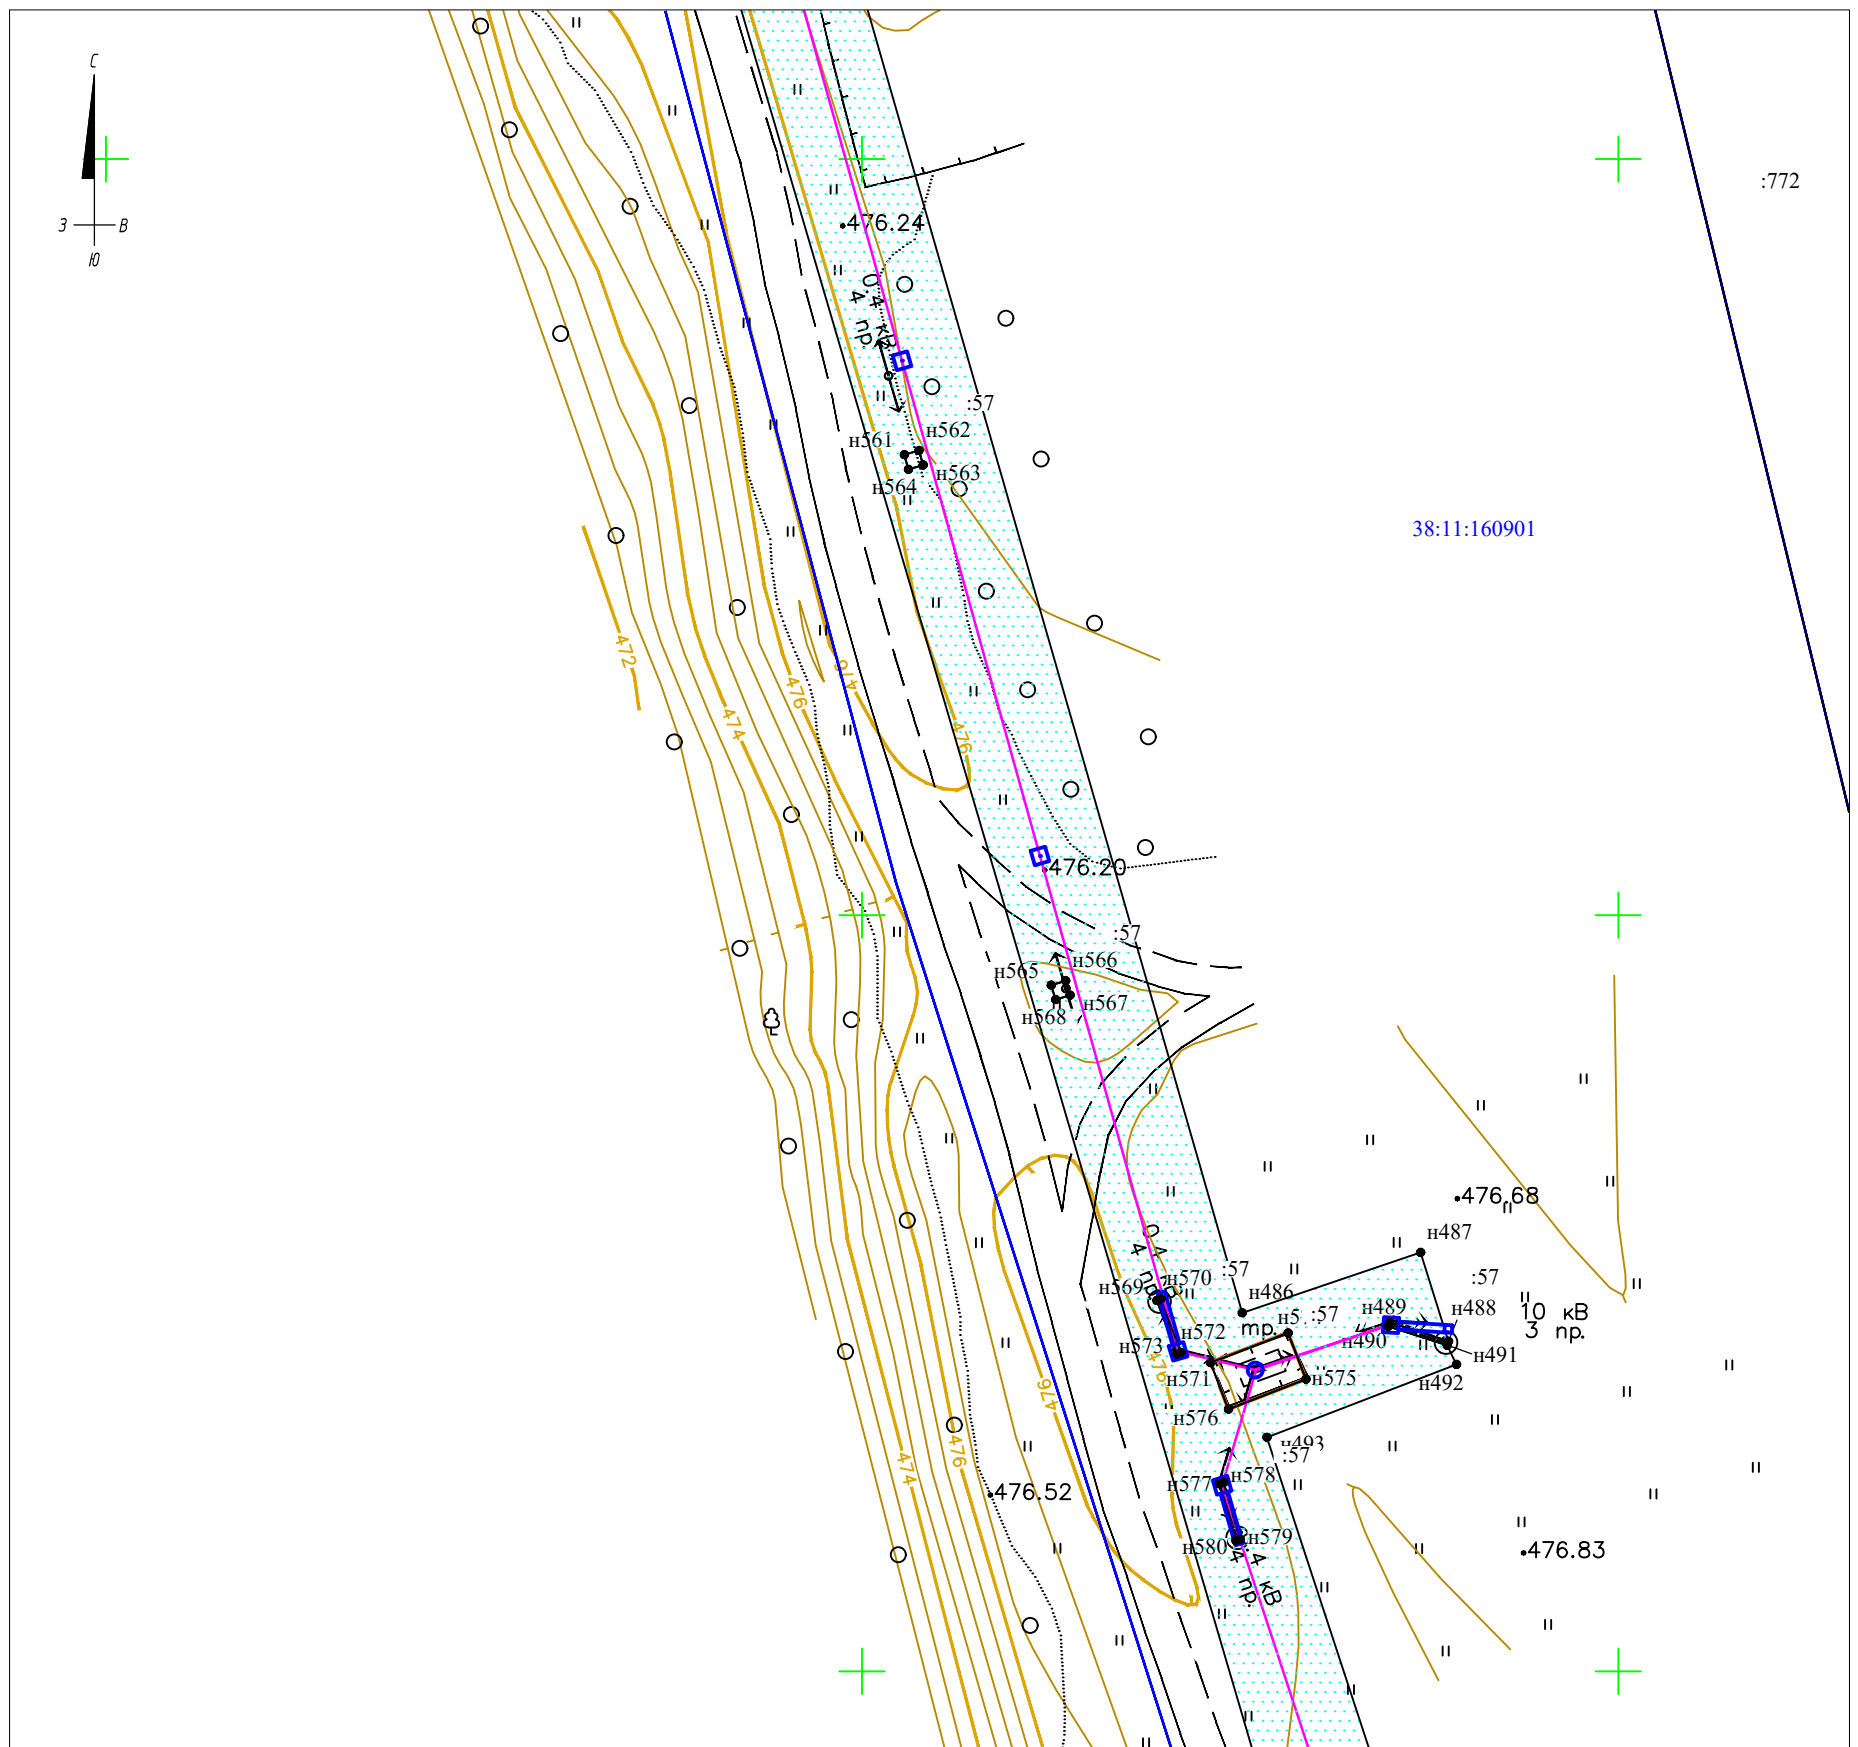 С
З В
Ю
:772
476.24
0.4 кВ
4 пр.
:57
н562
н561
н563
н564
38:11:160901
472
476
476
474
476
476.20
:57
н566
н565
н567
н568
476.68
н487
0.4 кВ
4 пр.
:57
:57
н570
н569
н486
н488
н489
10 кВ
3 пр.
:57
тр.
н572
н573
н490
н491
н571
н575
н492
476
476
н576
н493
:57
476
474
н578
н577
476.52
н579
н580
0.4 кВ
4 пр.
476.83